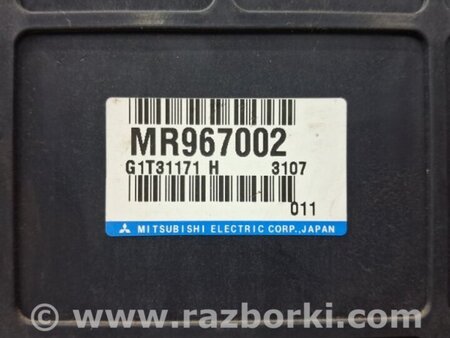 MR967002
G1T31171 H 3107
011
MITSUBISHI ELECTRIC CORP., JAPAN
© www.razborki.com